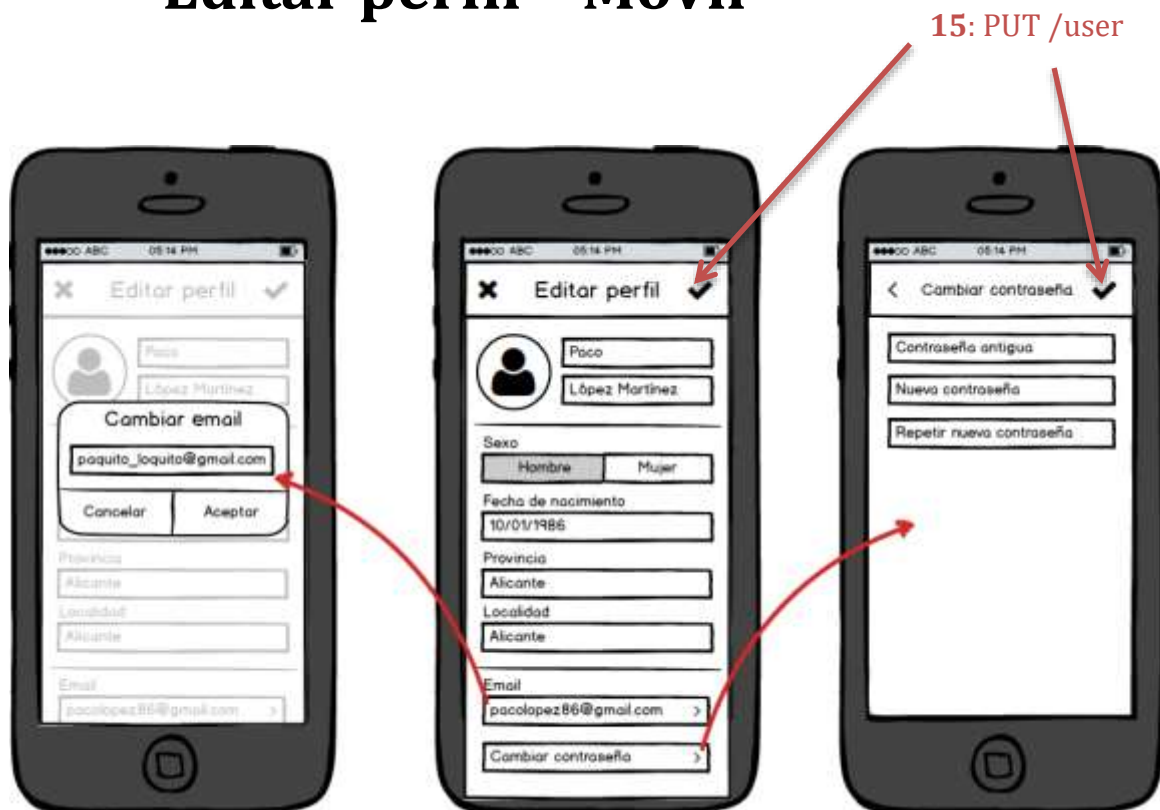 Editar perfil – Móvil
15: PUT /user
ABC 05:14 PM
Editar perfil
Paco
López Martínez
Cambiar email
paquito_loquito@gmail.com
Cancelar Aceptar
Provincia
Alicante
Localidad
Alicante
Email
pacolopez86@gmail.com >
ABC 05:14 PM
Editar perfil
Paco
López Martínez
Sexo
Hombre Mujer
Fecha de nacimiento
10/01/1986
Provincia
Alicante
Localidad
Alicante
Email
pacolopez86@gmail.com >
Cambiar contraseña >
ABC 05:14 PM
< Cambiar contraseña
Contraseña antigua
Nueva contraseña
Repetir nueva contraseña